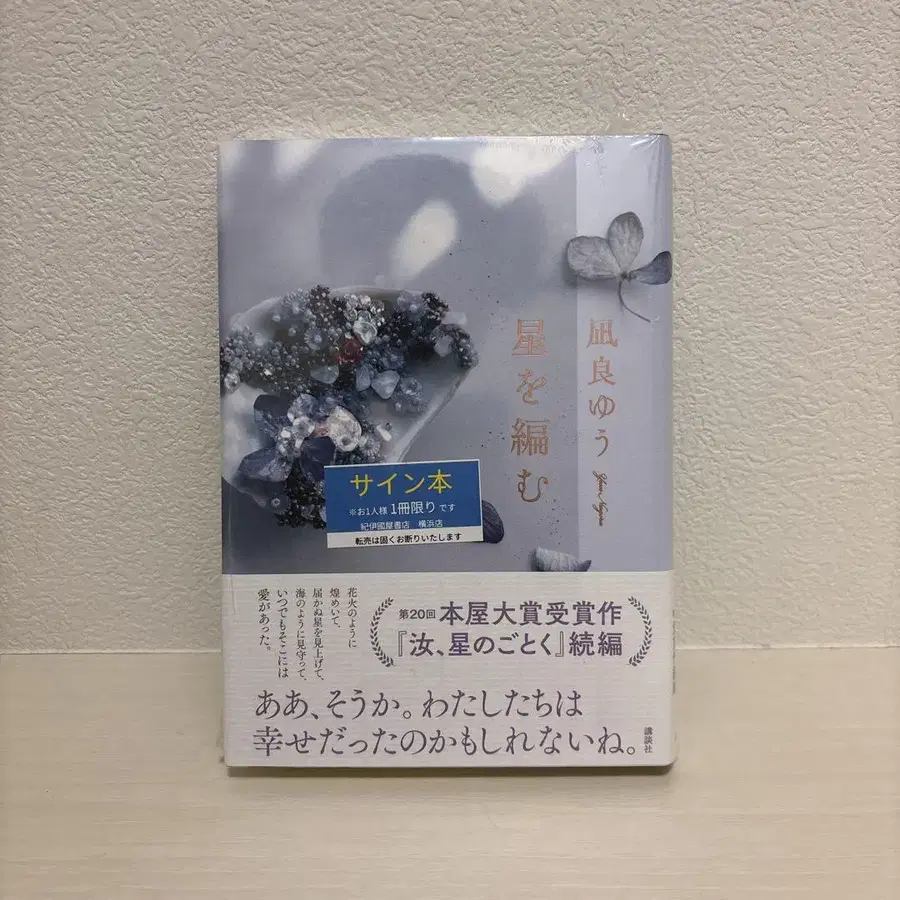 凪良ゆう
Yuu Nagira
星を編む
サイン本
※お1人様 1冊限りです
紀伊國屋書店 横浜店
転売は固くお断りいたします
花火のように
煌めいて、
届かぬ星を見上げて、
海のように見守って、
いつでもそこには
愛があった。
第20回 本屋大賞受賞作
『汝、星のごとく』続編
ああ、そうか。わたしたちは
幸せだったのかもしれないね。
講談社